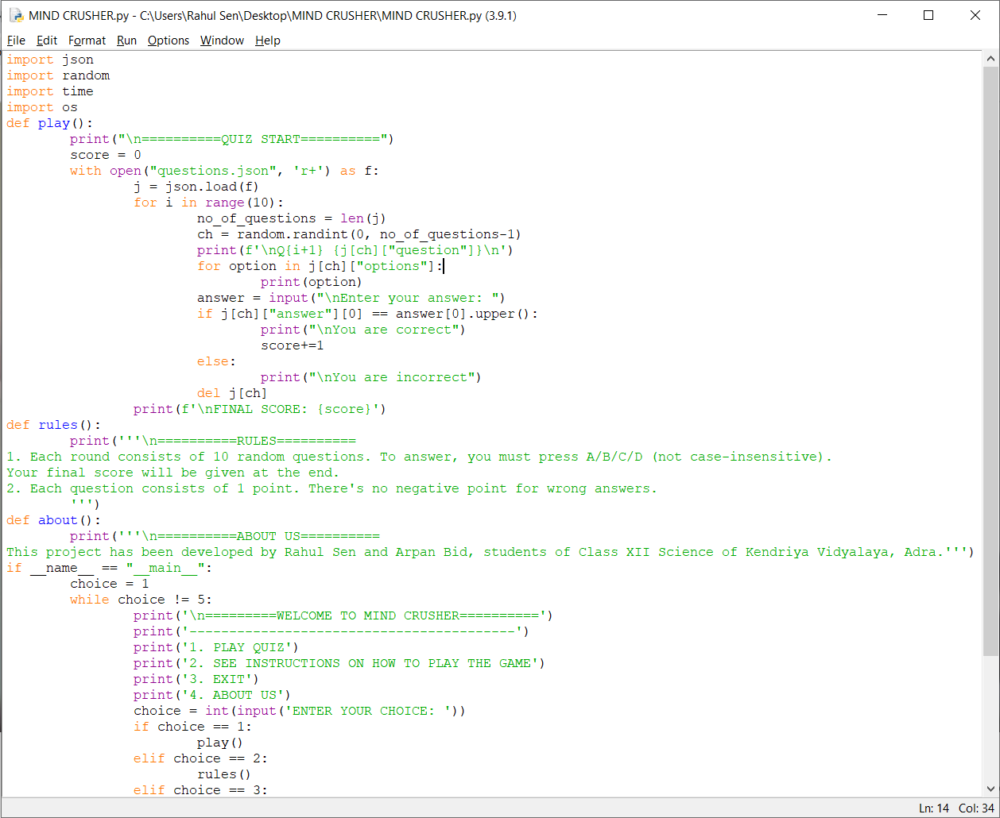 MIND CRUSHER.py - C:\Users\Rahul Sen\Desktop\MIND CRUSHER\MIND CRUSHER.py (3.9.1)
File Edit Format Run Options Window Help
import json
import random
import time
import os
def play():
        print("\n==========QUIZ START==========")
        score = 0
        with open("questions.json", 'r+') as f:
                j = json.load(f)
                for i in range(10):
                        no_of_questions = len(j)
                        ch = random.randint(0, no_of_questions-1)
                        print(f'\nQ{i+1} {j[ch]["question"]}\n')
                        for option in j[ch]["options"]:
                                print(option)
                        answer = input("\nEnter your answer: ")
                        if j[ch]["answer"][0] == answer[0].upper():
                                print("\nYou are correct")
                                score+=1
                        else:
                                print("\nYou are incorrect")
                        del j[ch]
                print(f'\nFINAL SCORE: {score}')
def rules():
        print('''\n==========RULES==========
1. Each round consists of 10 random questions. To answer, you must press A/B/C/D (not case-insensitive).
Your final score will be given at the end.
2. Each question consists of 1 point. There's no negative point for wrong answers.
        ''')
def about():
        print('''\n==========ABOUT US==========
This project has been developed by Rahul Sen and Arpan Bid, students of Class XII Science of Kendriya Vidyalaya, Adra.''')
if __name__ == "__main__":
        choice = 1
        while choice != 5:
                print('\n=========WELCOME TO MIND CRUSHER==========')
                print('-----------------------------------------')
                print('1. PLAY QUIZ')
                print('2. SEE INSTRUCTIONS ON HOW TO PLAY THE GAME')
                print('3. EXIT')
                print('4. ABOUT US')
                choice = int(input('ENTER YOUR CHOICE: '))
                if choice == 1:
                        play()
                elif choice == 2:
                        rules()
                elif choice == 3:
Ln: 14 Col: 34